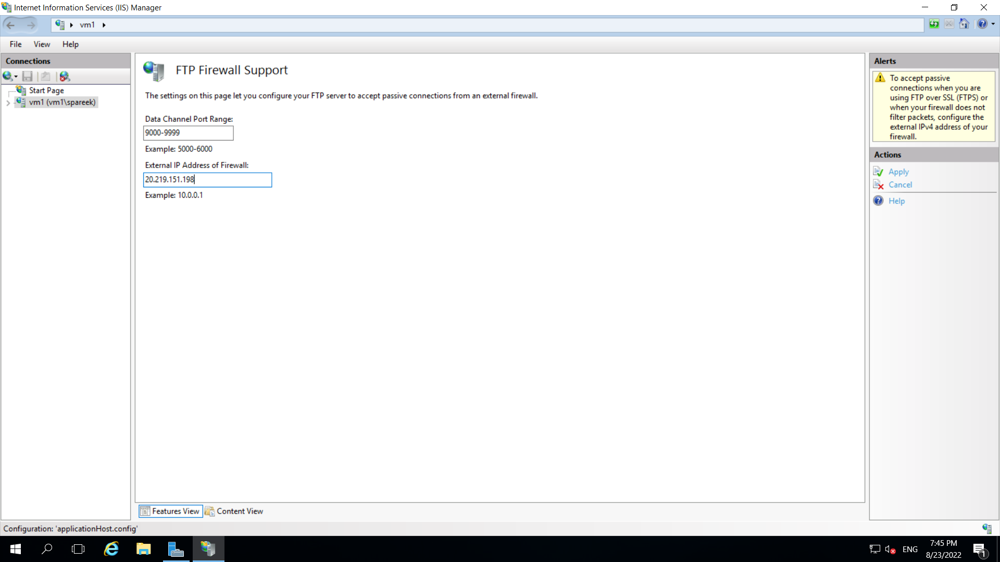 Internet Information Services (IIS) Manager
vm1
File View Help
Connections
Start Page
vm1 (vm1\spareek)
FTP Firewall Support
The settings on this page let you configure your FTP server to accept passive connections from an external firewall.
Data Channel Port Range:
9000-9999
Example: 5000-6000
External IP Address of Firewall:
20.219.151.198
Example: 10.0.0.1
Features View Content View
Alerts
To accept passive
connections when you are
using FTP over SSL (FTPS) or
when your firewall does not
filter packets, configure the
external IPv4 address of your
firewall.
Actions
Apply
Cancel
Help
Configuration: 'applicationHost.config'
ENG
7:45 PM
8/23/2022
1